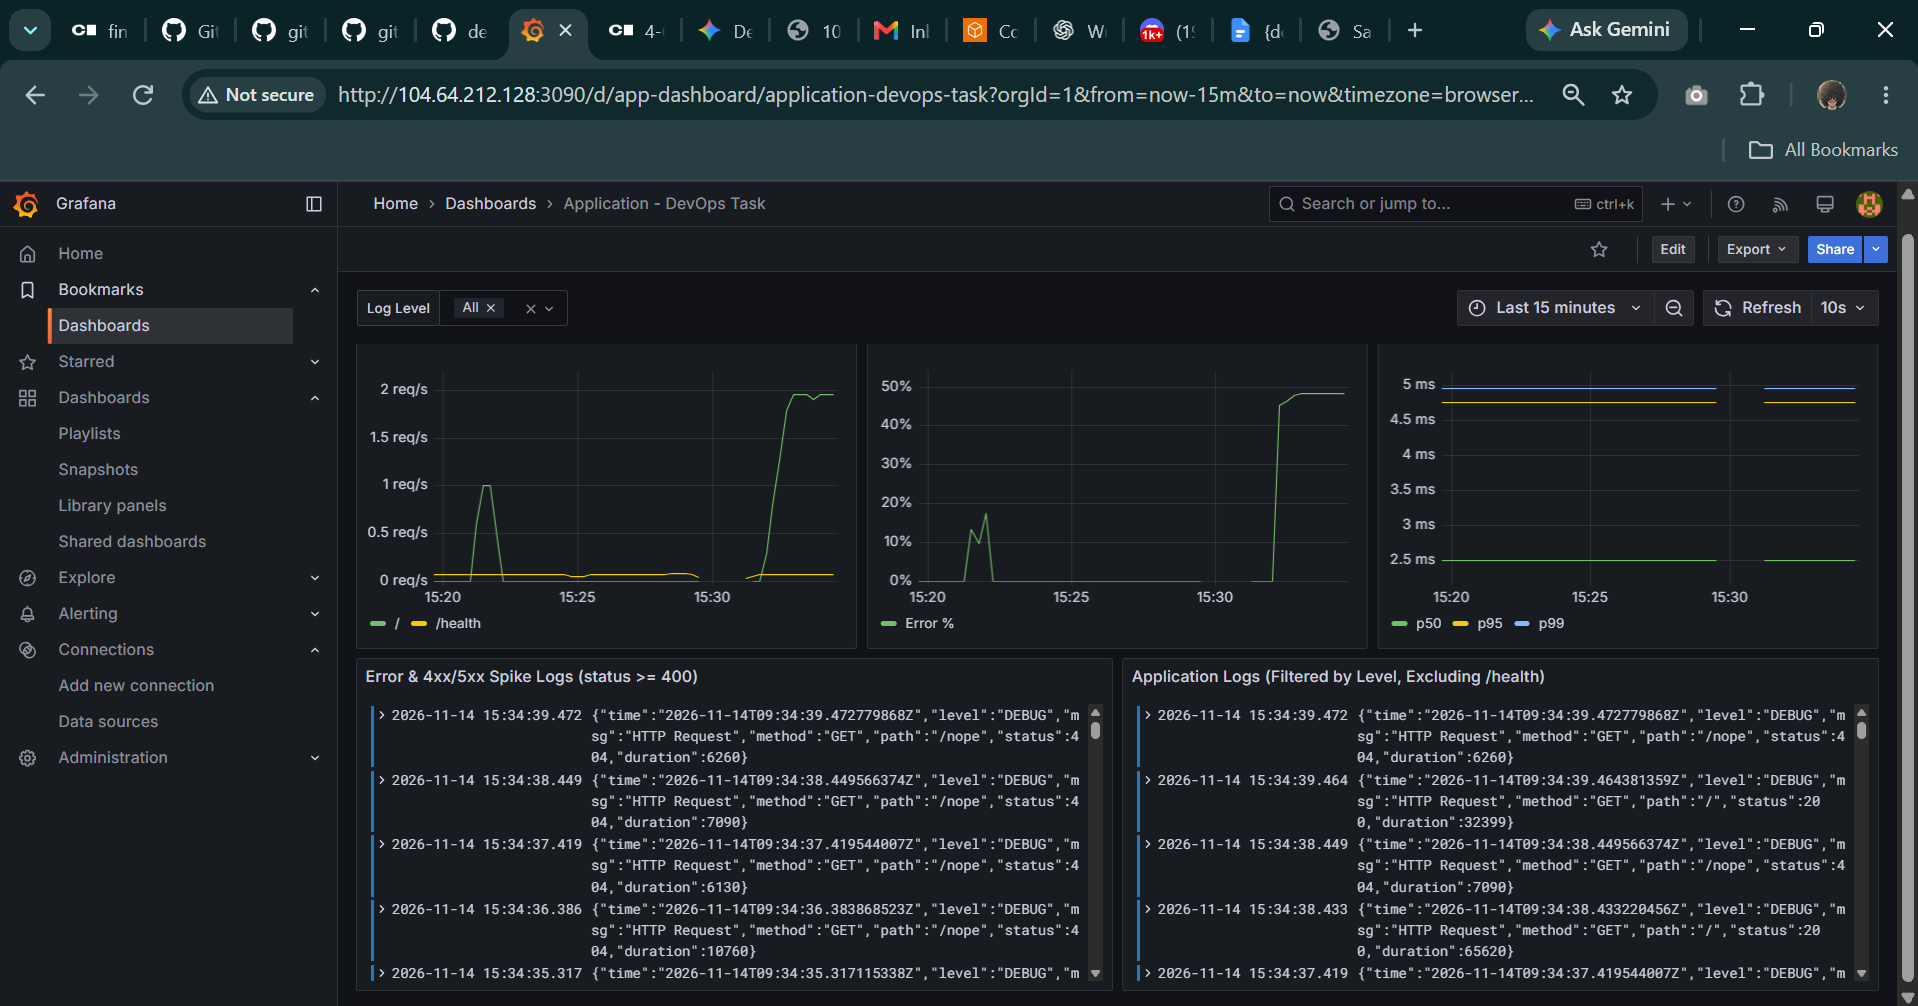 fin
Git
git
git
de
4-
De
10
Inl
Co
W
1k+
(19
{de
Sa
Ask Gemini
Not secure
http://104.64.212.128:3090/d/app-dashboard/application-devops-task?orgId=1&from=now-15m&to=now&timezone=browser...
All Bookmarks
Grafana
Home › Dashboards › Application - DevOps Task
Search or jump to...
ctrl+k
Edit
Export
Share
Home
Bookmarks
Dashboards
Starred
Dashboards
Playlists
Snapshots
Library panels
Shared dashboards
Explore
Alerting
Connections
Add new connection
Data sources
Administration
Log Level
All
Last 15 minutes
Refresh
10s
2 req/s
1.5 req/s
1 req/s
0.5 req/s
0 req/s
15:20
15:25
15:30
/
/health
50%
40%
30%
20%
10%
0%
15:20
15:25
15:30
Error %
5 ms
4.5 ms
4 ms
3.5 ms
3 ms
2.5 ms
15:20
15:25
15:30
p50
p95
p99
Error & 4xx/5xx Spike Logs (status >= 400)
2026-11-14 15:34:39.472 {"time":"2026-11-14T09:34:39.472779868Z","level":"DEBUG","m
sg":"HTTP Request","method":"GET","path":"/nope","status":4
04,"duration":6260}
2026-11-14 15:34:38.449 {"time":"2026-11-14T09:34:38.449566374Z","level":"DEBUG","m
sg":"HTTP Request","method":"GET","path":"/nope","status":4
04,"duration":7090}
2026-11-14 15:34:37.419 {"time":"2026-11-14T09:34:37.419544007Z","level":"DEBUG","m
sg":"HTTP Request","method":"GET","path":"/nope","status":4
04,"duration":6130}
2026-11-14 15:34:36.386 {"time":"2026-11-14T09:34:36.383868523Z","level":"DEBUG","m
sg":"HTTP Request","method":"GET","path":"/nope","status":4
04,"duration":10760}
2026-11-14 15:34:35.317 {"time":"2026-11-14T09:34:35.317115338Z","level":"DEBUG","m
Application Logs (Filtered by Level, Excluding /health)
2026-11-14 15:34:39.472 {"time":"2026-11-14T09:34:39.472779868Z","level":"DEBUG","m
sg":"HTTP Request","method":"GET","path":"/nope","status":4
04,"duration":6260}
2026-11-14 15:34:39.464 {"time":"2026-11-14T09:34:39.464381359Z","level":"DEBUG","m
sg":"HTTP Request","method":"GET","path":"/","status":20
0,"duration":32399}
2026-11-14 15:34:38.449 {"time":"2026-11-14T09:34:38.449566374Z","level":"DEBUG","m
sg":"HTTP Request","method":"GET","path":"/nope","status":4
04,"duration":7090}
2026-11-14 15:34:38.433 {"time":"2026-11-14T09:34:38.433220456Z","level":"DEBUG","m
sg":"HTTP Request","method":"GET","path":"/","status":20
0,"duration":65620}
2026-11-14 15:34:37.419 {"time":"2026-11-14T09:34:37.419544007Z","level":"DEBUG","m